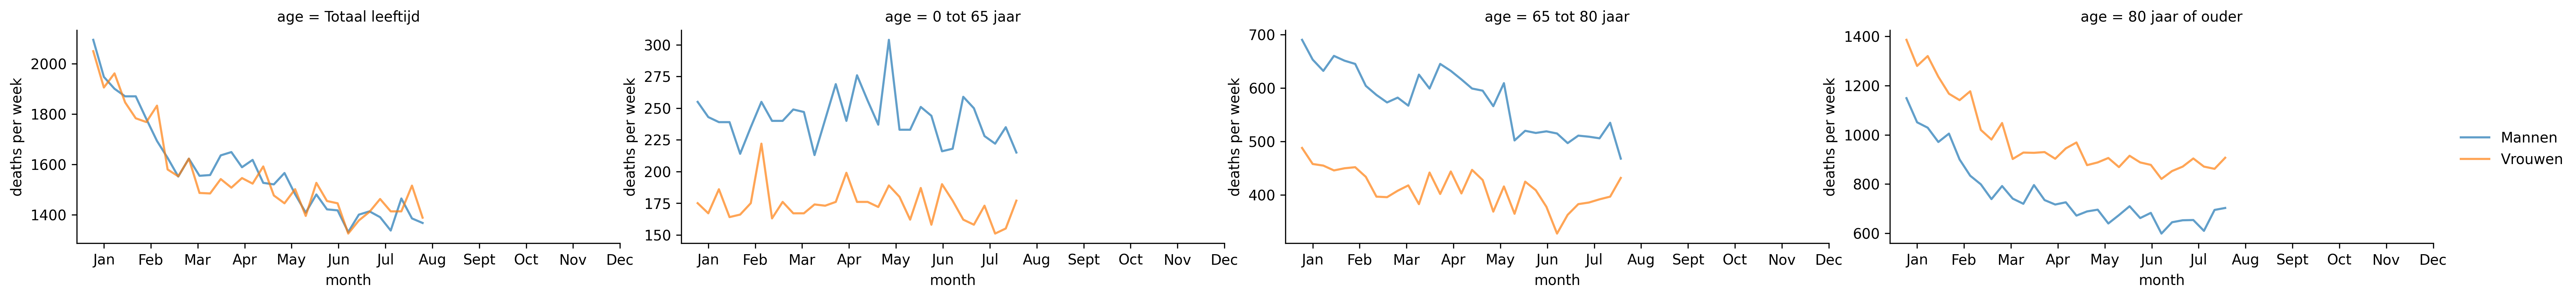 age = Totaal leeftijd
deaths per week
2000
1800
1600
1400
Jan Feb Mar Apr May Jun Jul Aug Sept Oct Nov Dec
month
age = 0 tot 65 jaar
deaths per week
300
275
250
225
200
175
150
Jan Feb Mar Apr May Jun Jul Aug Sept Oct Nov Dec
month
age = 65 tot 80 jaar
deaths per week
700
600
500
400
Jan Feb Mar Apr May Jun Jul Aug Sept Oct Nov Dec
month
age = 80 jaar of ouder
deaths per week
1400
1200
1000
800
600
Jan Feb Mar Apr May Jun Jul Aug Sept Oct Nov Dec
month
Mannen
Vrouwen